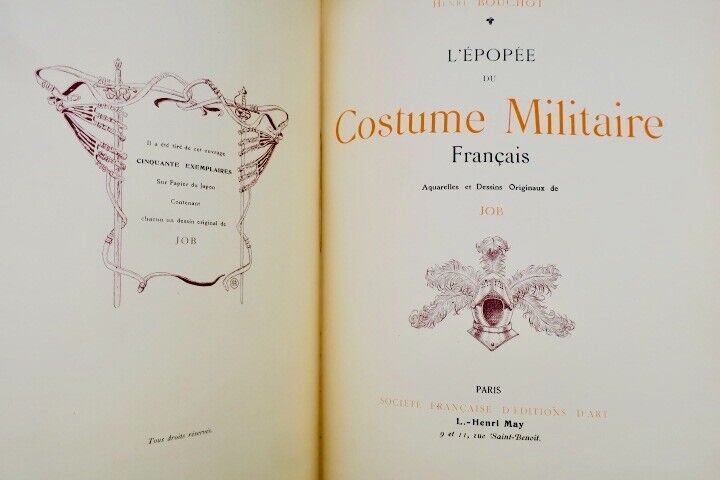 Il a été tiré de cet ouvrage
CINQUANTE EXEMPLAIRES
Sur Papier du Japon
Contenant
chacun un dessin original de
JOB
Tous droits réservés.
HENRI BOUCHOT
L'ÉPOPÉE
DU
Costume Militaire
Français
Aquarelles et Dessins Originaux de
JOB
PARIS
SOCIÉTÉ FRANÇAISE D'ÉDITIONS D'ART
L.-Henri May
9 et 11, rue Saint-Benoît.